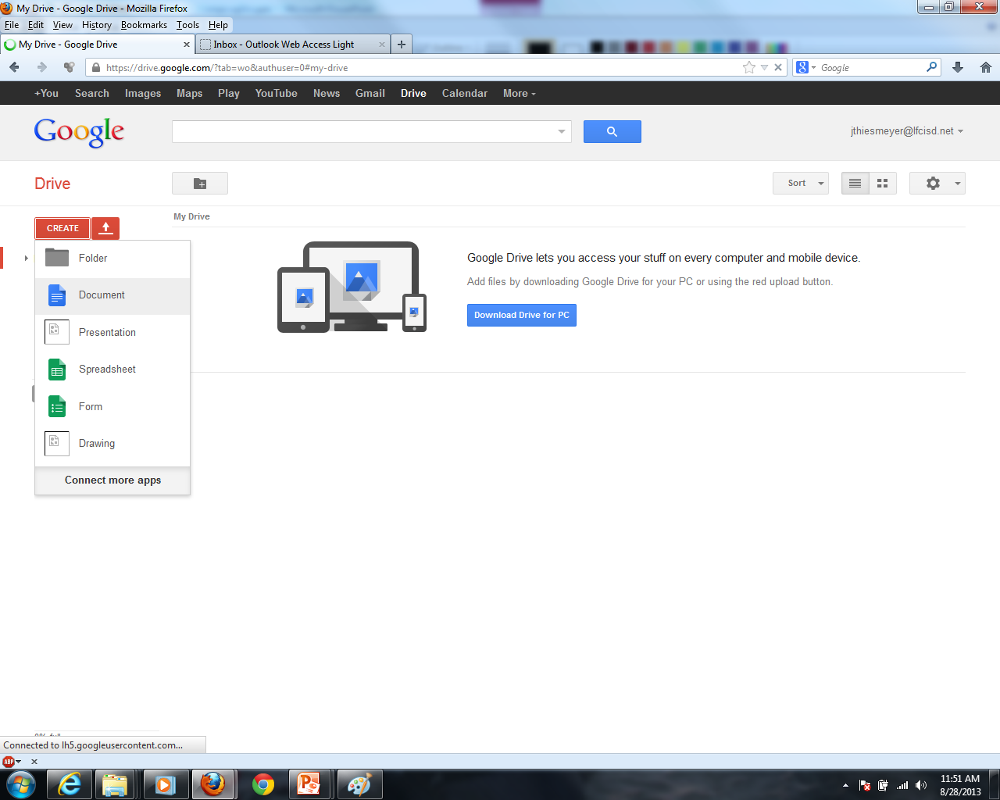 My Drive - Google Drive - Mozilla Firefox
File Edit View History Bookmarks Tools Help
My Drive - Google Drive
Inbox - Outlook Web Access Light
https://drive.google.com/?tab=wo&authuser=0#my-drive
Google
+You Search Images Maps Play YouTube News Gmail Drive Calendar More
Google
jthiesmeyer@lfcisd.net
Drive
Sort
CREATE
My Drive
Folder
Document
Presentation
Spreadsheet
Form
Drawing
Connect more apps
Google Drive lets you access your stuff on every computer and mobile device.
Add files by downloading Google Drive for your PC or using the red upload button.
Download Drive for PC
Connected to lh5.googleusercontent.com...
ABP
11:51 AM
8/28/2013